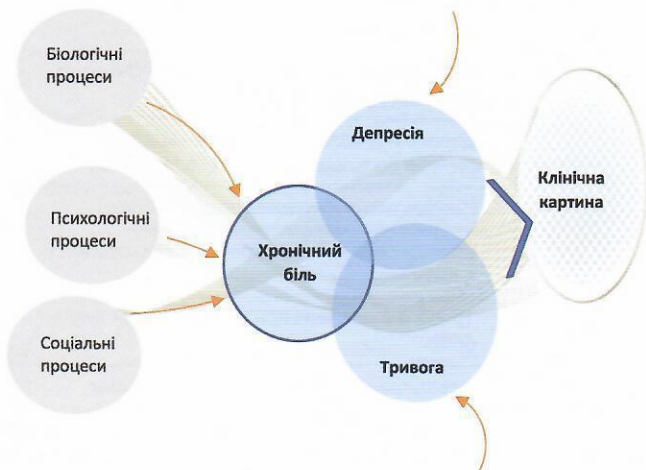 Біологічні
процеси
Депресія
Клінічна
картина
Психологічні
процеси
Хронічний
біль
Соціальні
процеси
Тривога